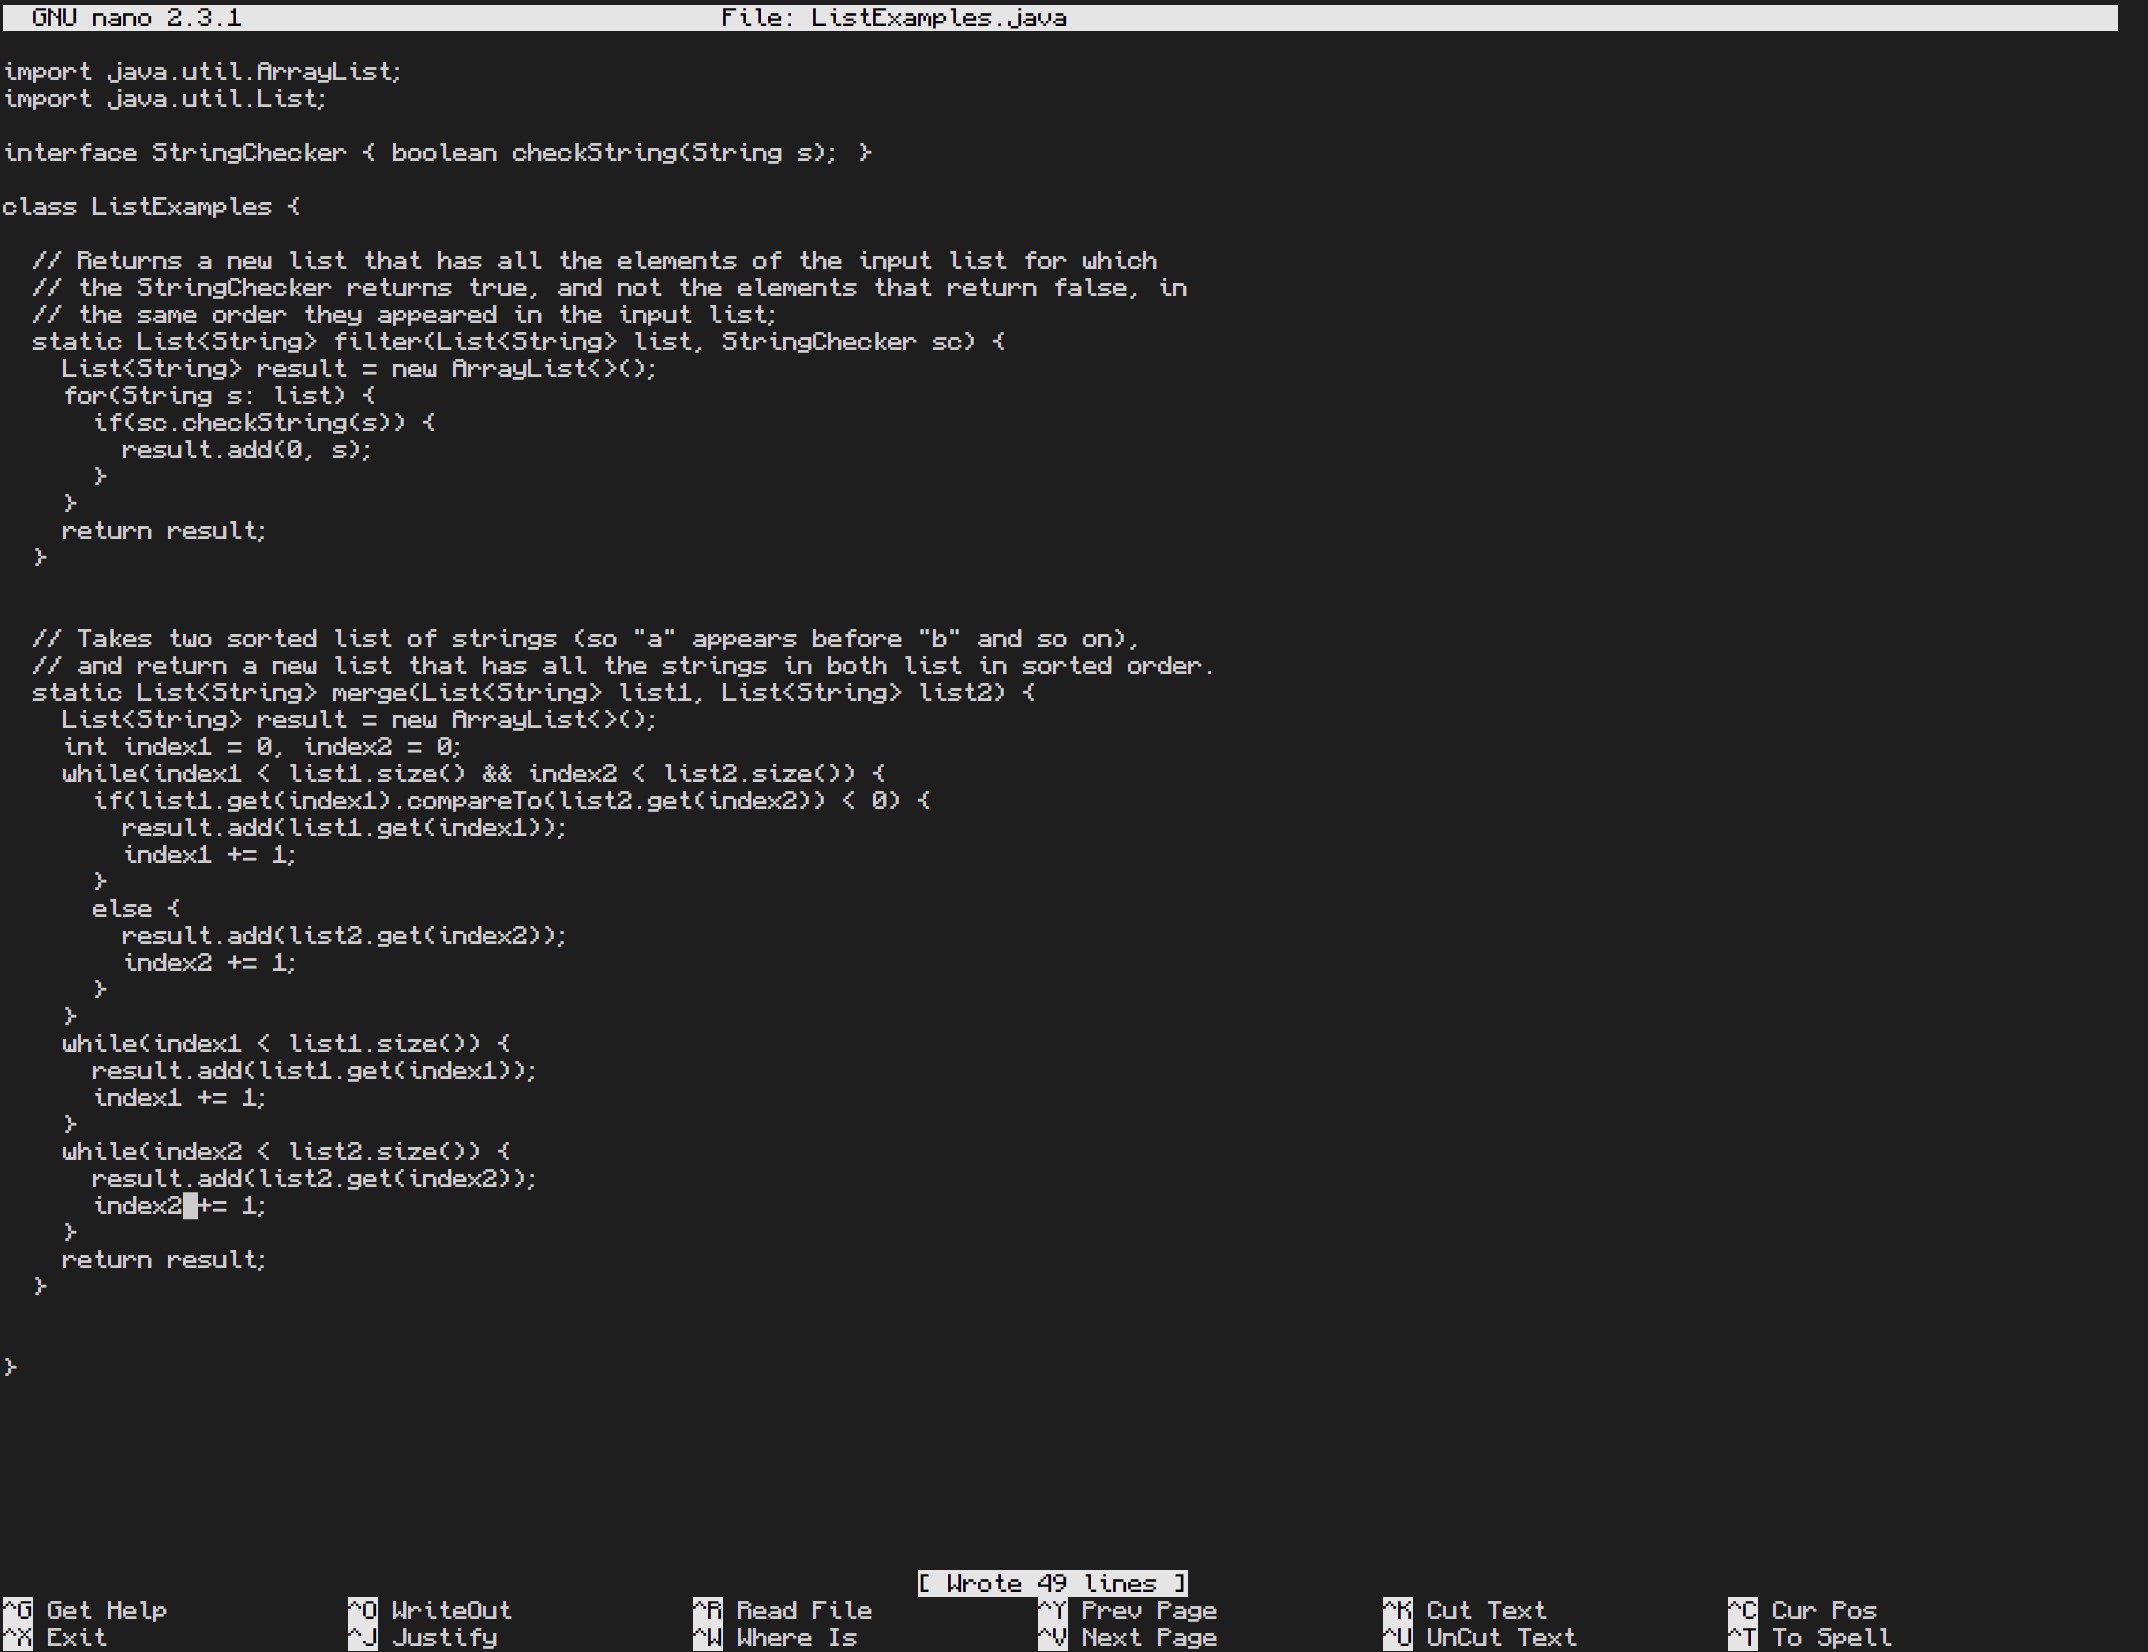 GNU nano 2.3.1 File: ListExamples.java
import java.util.ArrayList;
import java.util.List;
interface StringChecker { boolean checkString(String s); }
class ListExamples {
  // Returns a new list that has all the elements of the input list for which
  // the StringChecker returns true, and not the elements that return false, in
  // the same order they appeared in the input list;
  static List<String> filter(List<String> list, StringChecker sc) {
    List<String> result = new ArrayList<>();
    for(String s: list) {
      if(sc.checkString(s)) {
        result.add(0, s);
      }
    }
    return result;
  }
  // Takes two sorted list of strings (so "a" appears before "b" and so on),
  // and return a new list that has all the strings in both list in sorted order.
  static List<String> merge(List<String> list1, List<String> list2) {
    List<String> result = new ArrayList<>();
    int index1 = 0, index2 = 0;
    while(index1 < list1.size() && index2 < list2.size()) {
      if(list1.get(index1).compareTo(list2.get(index2)) < 0) {
        result.add(list1.get(index1));
        index1 += 1;
      }
      else {
        result.add(list2.get(index2));
        index2 += 1;
      }
    }
    while(index1 < list1.size()) {
      result.add(list1.get(index1));
      index1 += 1;
    }
    while(index2 < list2.size()) {
      result.add(list2.get(index2));
      index2 += 1;
    }
    return result;
  }
}
[ Wrote 49 lines ]
^G Get Help ^O WriteOut ^R Read File ^Y Prev Page ^K Cut Text ^C Cur Pos
^X Exit ^J Justify ^W Where Is ^V Next Page ^U UnCut Text ^T To Spell